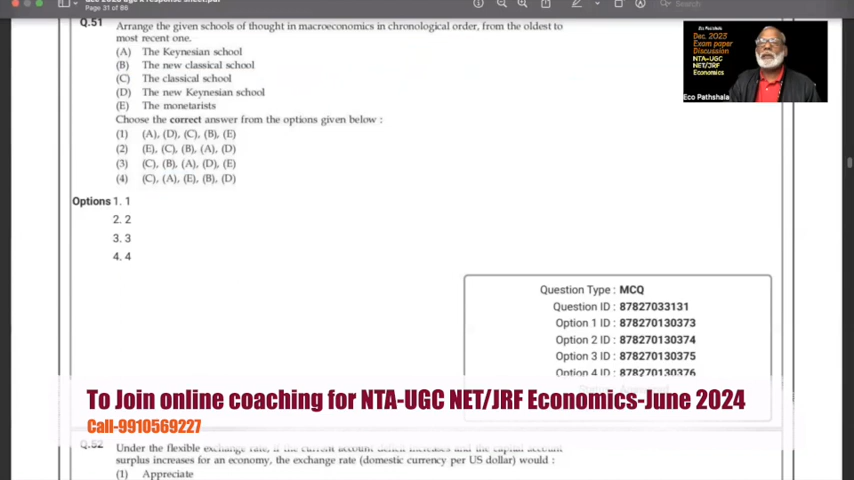 Page 31 of 86
Search
Q.51 Arrange the given schools of thought in macroeconomics in chronological order, from the oldest to
most recent one.
(A) The Keynesian school
(B) The new classical school
(C) The classical school
(D) The new Keynesian school
(E) The monetarists
Choose the correct answer from the options given below :
(1) (A), (D), (C), (B), (E)
(2) (E), (C), (B), (A), (D)
(3) (C), (B), (A), (D), (E)
(4) (C), (A), (E), (B), (D)
Options 1. 1
2. 2
3. 3
4. 4
Eco Pathshala
Dec. 2023
Exam paper
Discussion
NTA-UGC
NET/JRF
Economics
Eco Pathshala
Question Type : MCQ
Question ID : 87827033131
Option 1 ID : 878270130373
Option 2 ID : 878270130374
Option 3 ID : 878270130375
Option 4 ID : 878270130376
To Join online coaching for NTA-UGC NET/JRF Economics-June 2024
Call-9910569227
Q.52 Under the flexible exchange rate, if the current account deficit increases and the capital account
surplus increases for an economy, the exchange rate (domestic currency per US dollar) would :
(1) Appreciate